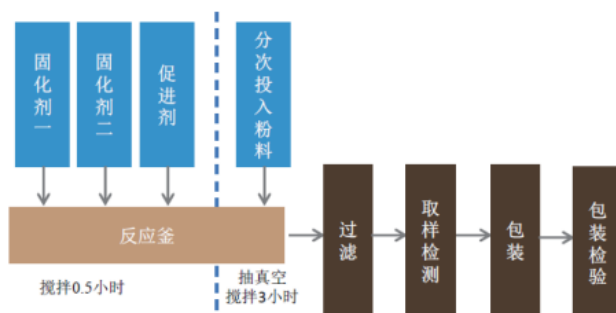 固化剂一
固化剂二
促进剂
分次投入粉料
反应釜
过滤
取样检测
包装
包装检验
搅拌0.5小时
抽真空
搅拌3小时